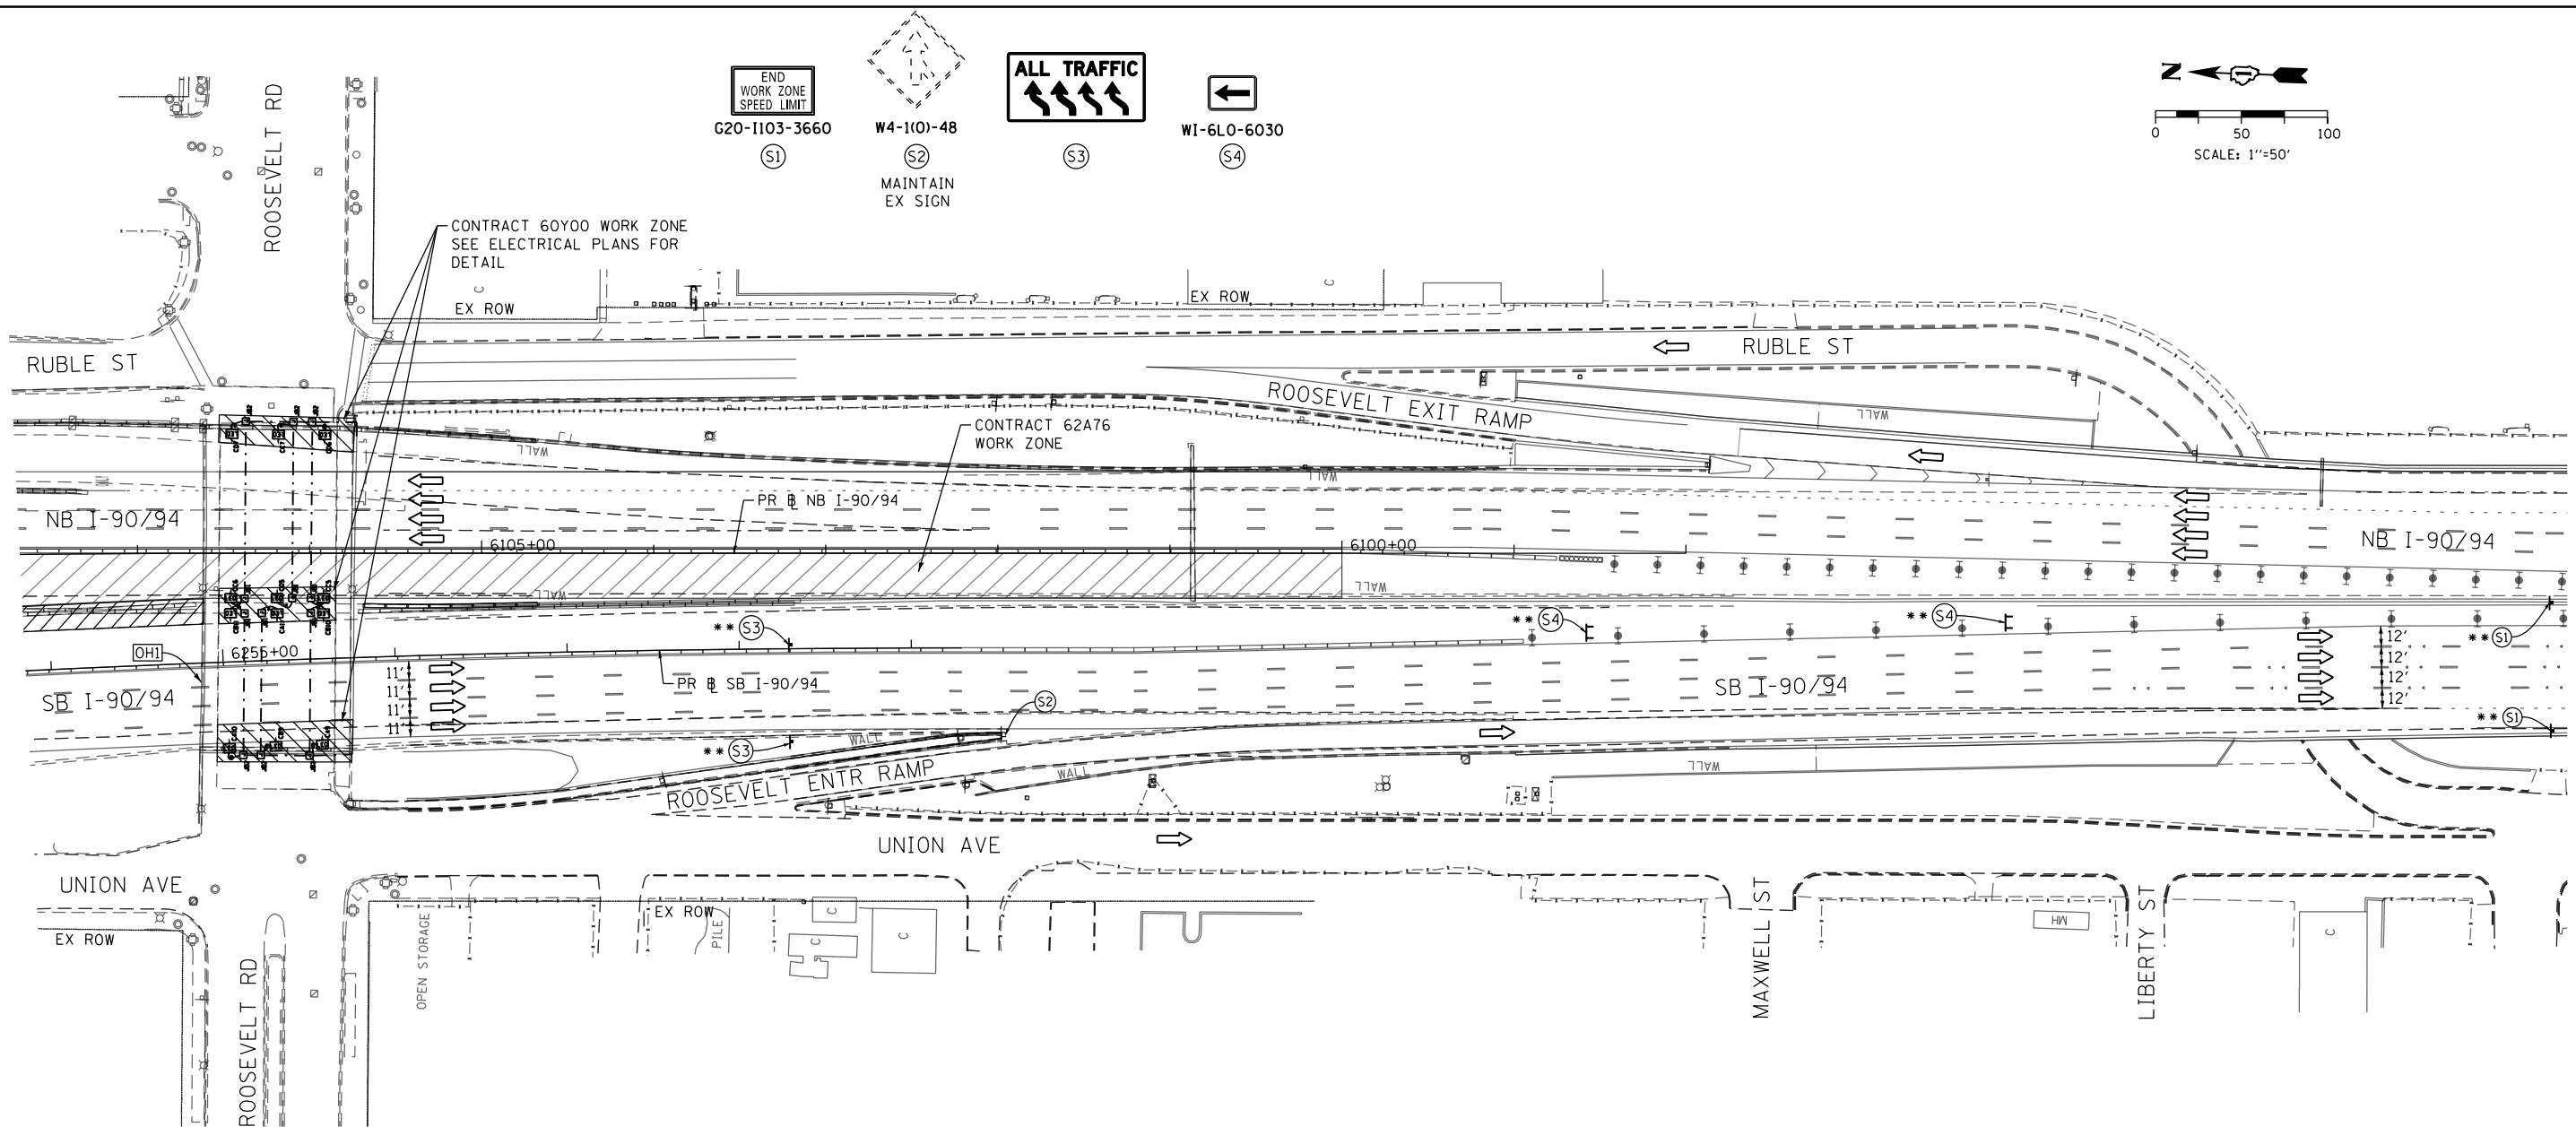 END
WORK ZONE
SPEED LIMIT
G20-I103-3660
S1
W4-1(O)-48
S2
MAINTAIN
EX SIGN
ALL TRAFFIC
S3
WI-6LO-6030
S4
N
0 50 100
SCALE: 1''=50'
ROOSEVELT RD
CONTRACT 60Y00 WORK ZONE
SEE ELECTRICAL PLANS FOR
DETAIL
EX ROW
EX ROW
C
C
RUBLE ST
RUBLE ST
ROOSEVELT EXIT RAMP
WALL
CONTRACT 62A76
WORK ZONE
WALL
WALL
PR B NB I-90/94
NB I-90/94
6105+00
6100+00
NB I-90/94
WALL
WALL
** S3
** S4
** S4
** S1
OH1
6255+00
11'
11'
11'
11'
12'
12'
12'
12'
SB I-90/94
PR B SB I-90/94
SB I-90/94
S2
** S1
** S3
WALL
ROOSEVELT ENTR RAMP
WALL
WALL
UNION AVE
UNION AVE
EX ROW
EX ROW
OPEN STORAGE
PILE
C
C
C
MAXWELL ST
MH
LIBERTY ST
C
ROOSEVELT RD